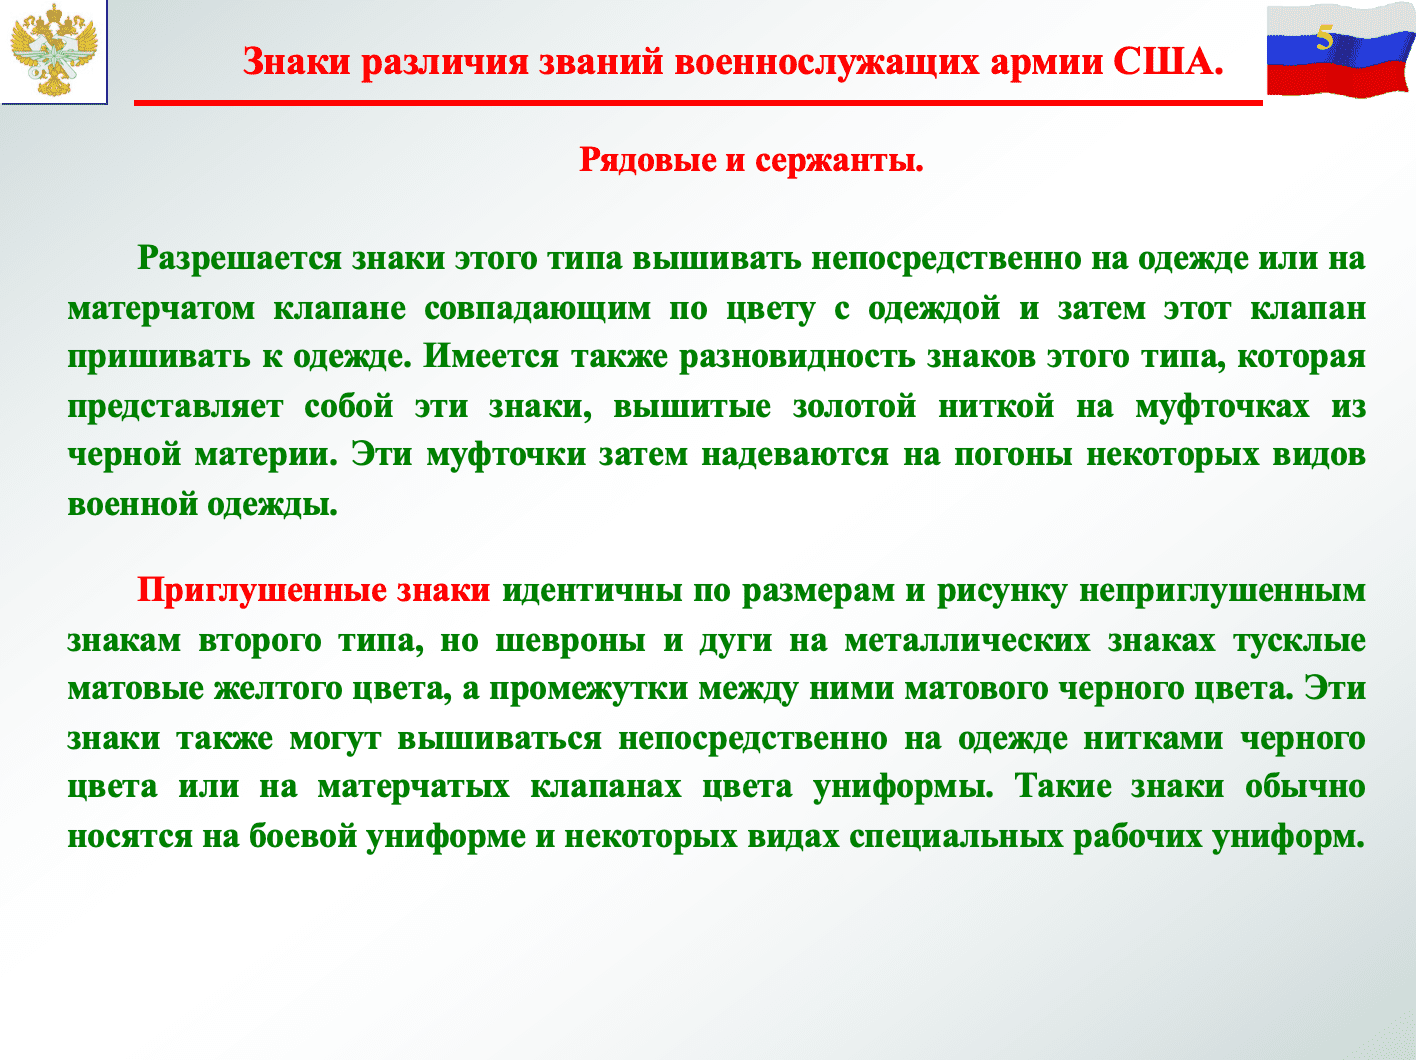 Знаки различия званий военнослужащих армии США.
5
Рядовые и сержанты.
Разрешается знаки этого типа вышивать непосредственно на одежде или на
матерчатом клапане совпадающим по цвету с одеждой и затем этот клапан
пришивать к одежде. Имеется также разновидность знаков этого типа, которая
представляет собой эти знаки, вышитые золотой ниткой на муфточках из
черной материи. Эти муфточки затем надеваются на погоны некоторых видов
военной одежды.
Приглушенные знаки идентичны по размерам и рисунку неприглушенным
знакам второго типа, но шевроны и дуги на металлических знаках тусклые
матовые желтого цвета, а промежутки между ними матового черного цвета. Эти
знаки также могут вышиваться непосредственно на одежде нитками черного
цвета или на матерчатых клапанах цвета униформы. Такие знаки обычно
носятся на боевой униформе и некоторых видах специальных рабочих униформ.